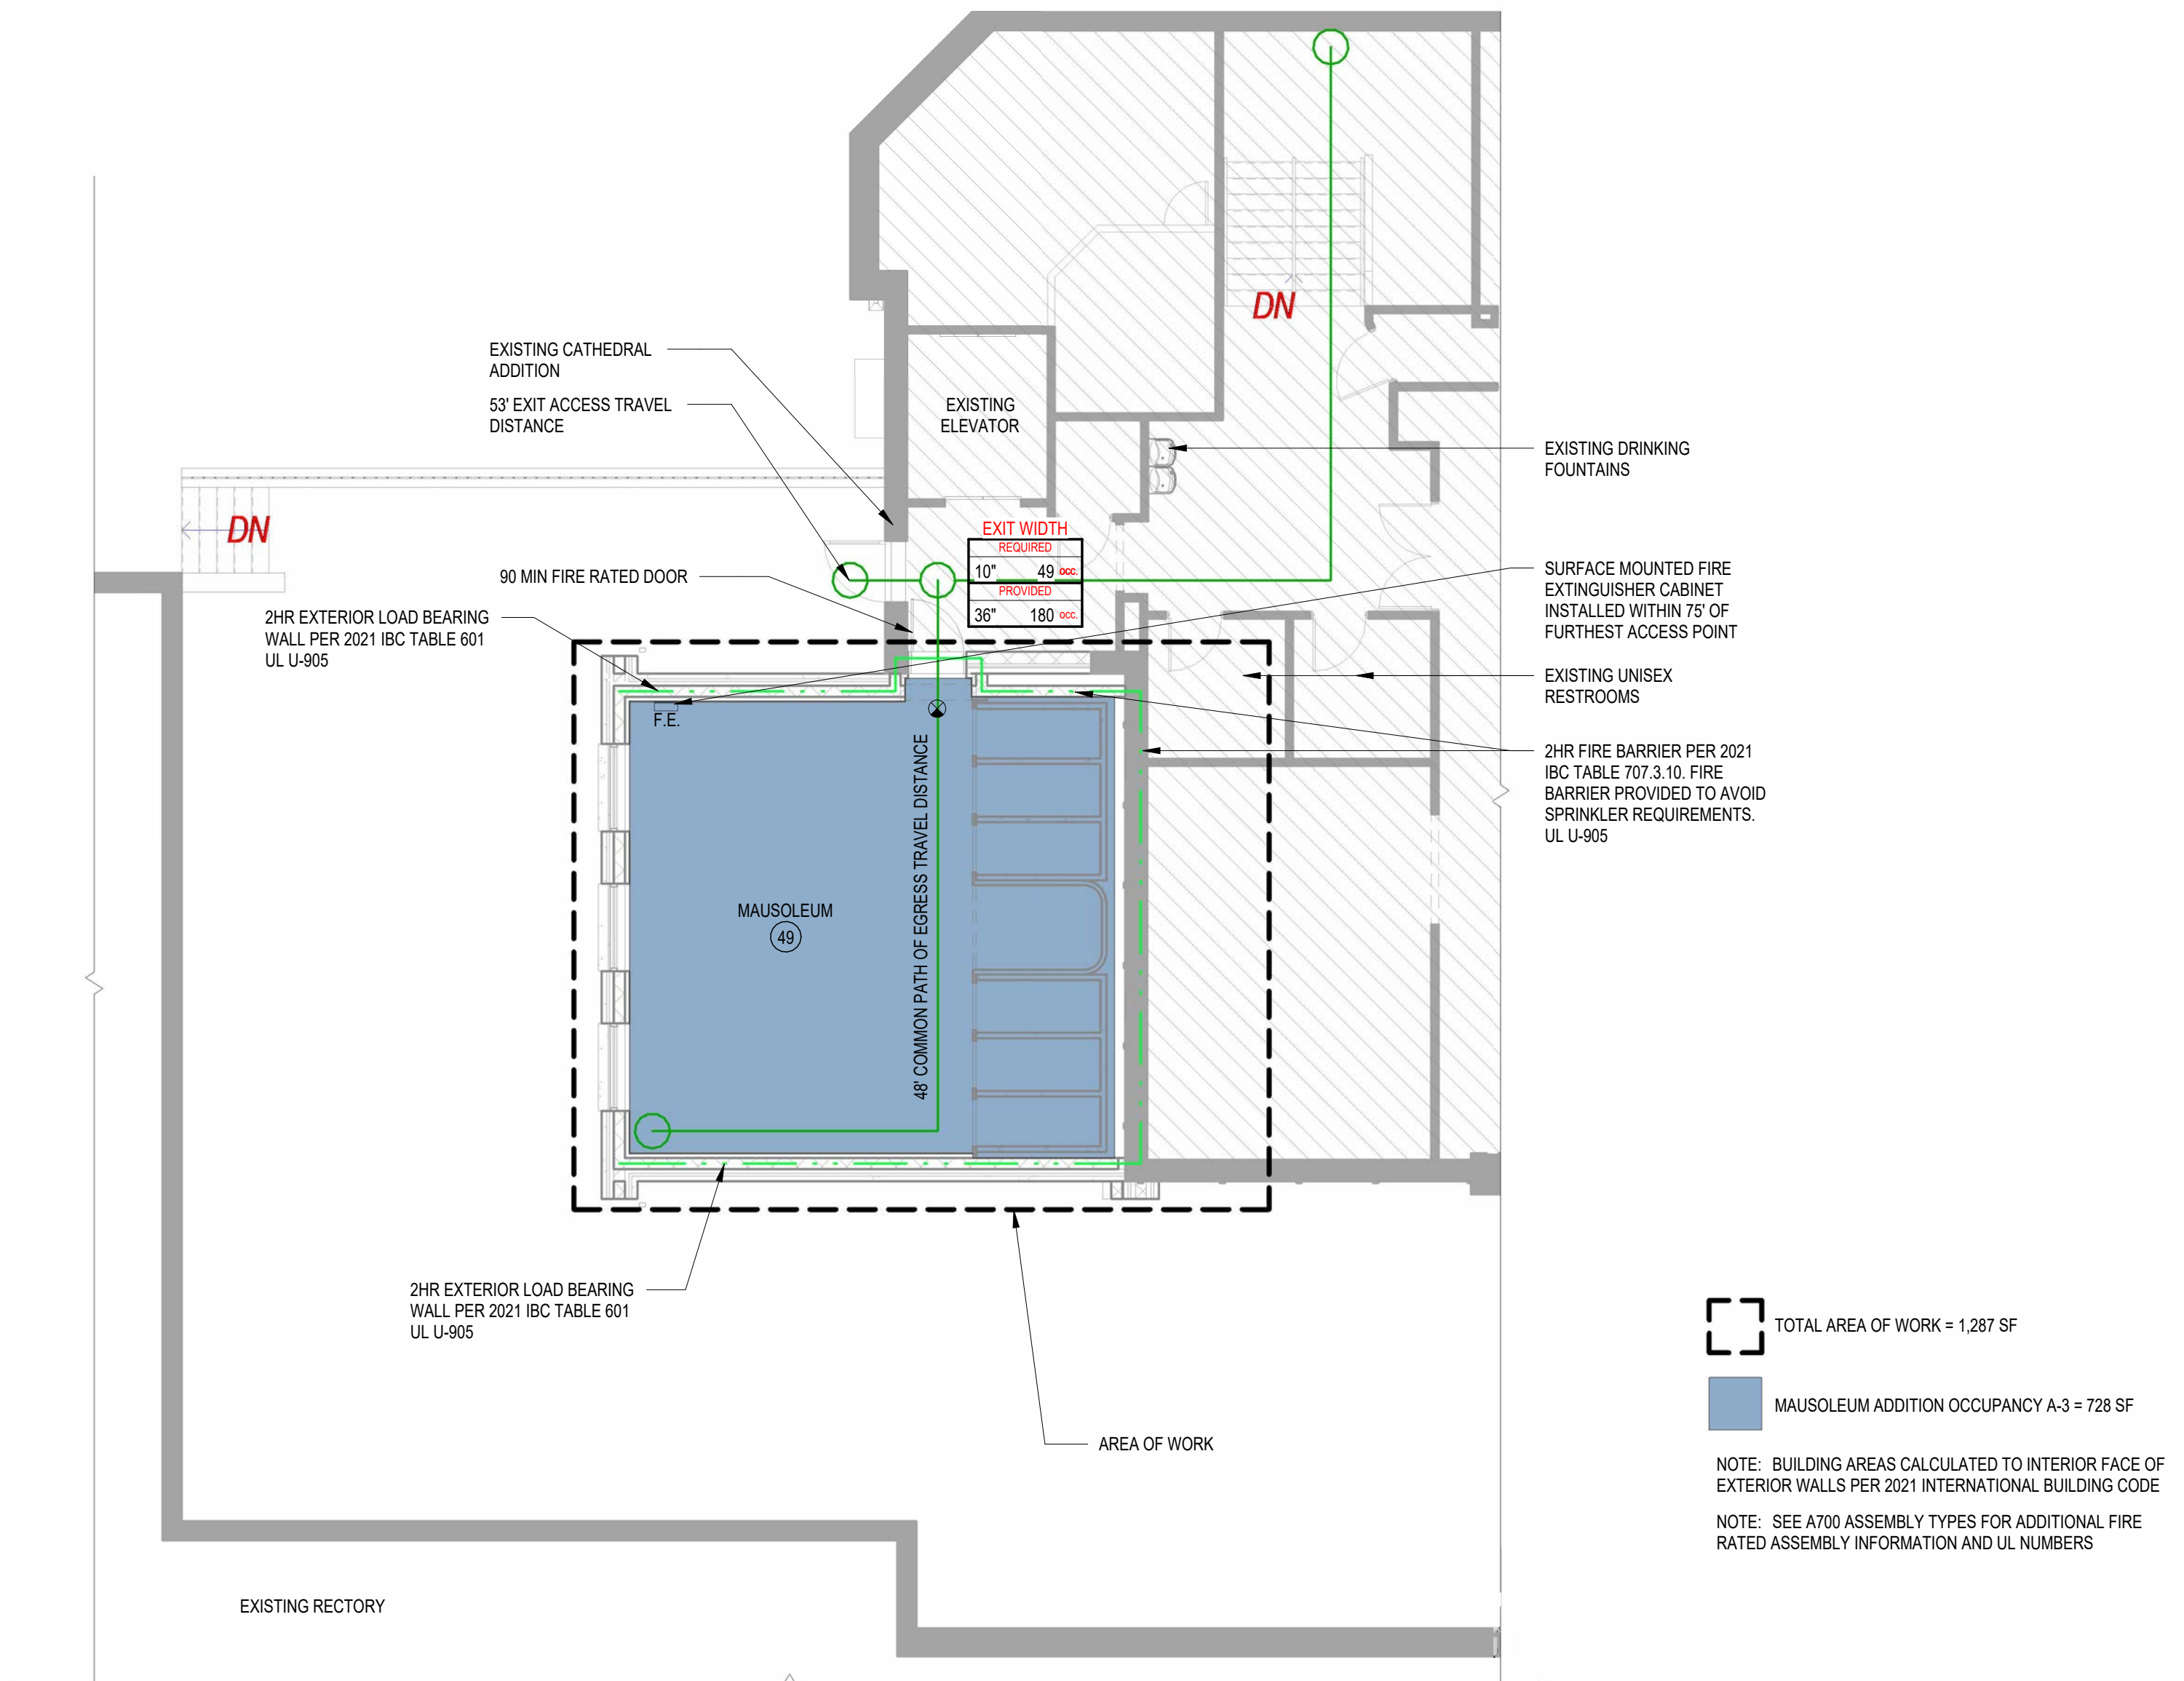 DN
EXISTING CATHEDRAL
ADDITION
53' EXIT ACCESS TRAVEL
DISTANCE
EXISTING
ELEVATOR
EXISTING DRINKING
FOUNTAINS
DN
EXIT WIDTH
REQUIRED
10" 49 OCC.
PROVIDED
36" 180 OCC.
90 MIN FIRE RATED DOOR
SURFACE MOUNTED FIRE
EXTINGUISHER CABINET
INSTALLED WITHIN 75' OF
FURTHEST ACCESS POINT
2HR EXTERIOR LOAD BEARING
WALL PER 2021 IBC TABLE 601
UL U-905
EXISTING UNISEX
RESTROOMS
F.E.
2HR FIRE BARRIER PER 2021
IBC TABLE 707.3.10. FIRE
BARRIER PROVIDED TO AVOID
SPRINKLER REQUIREMENTS.
UL U-905
48' COMMON PATH OF EGRESS TRAVEL DISTANCE
MAUSOLEUM
49
2HR EXTERIOR LOAD BEARING
WALL PER 2021 IBC TABLE 601
UL U-905
AREA OF WORK
TOTAL AREA OF WORK = 1,287 SF
MAUSOLEUM ADDITION OCCUPANCY A-3 = 728 SF
NOTE: BUILDING AREAS CALCULATED TO INTERIOR FACE OF
EXTERIOR WALLS PER 2021 INTERNATIONAL BUILDING CODE
NOTE: SEE A700 ASSEMBLY TYPES FOR ADDITIONAL FIRE
RATED ASSEMBLY INFORMATION AND UL NUMBERS
EXISTING RECTORY